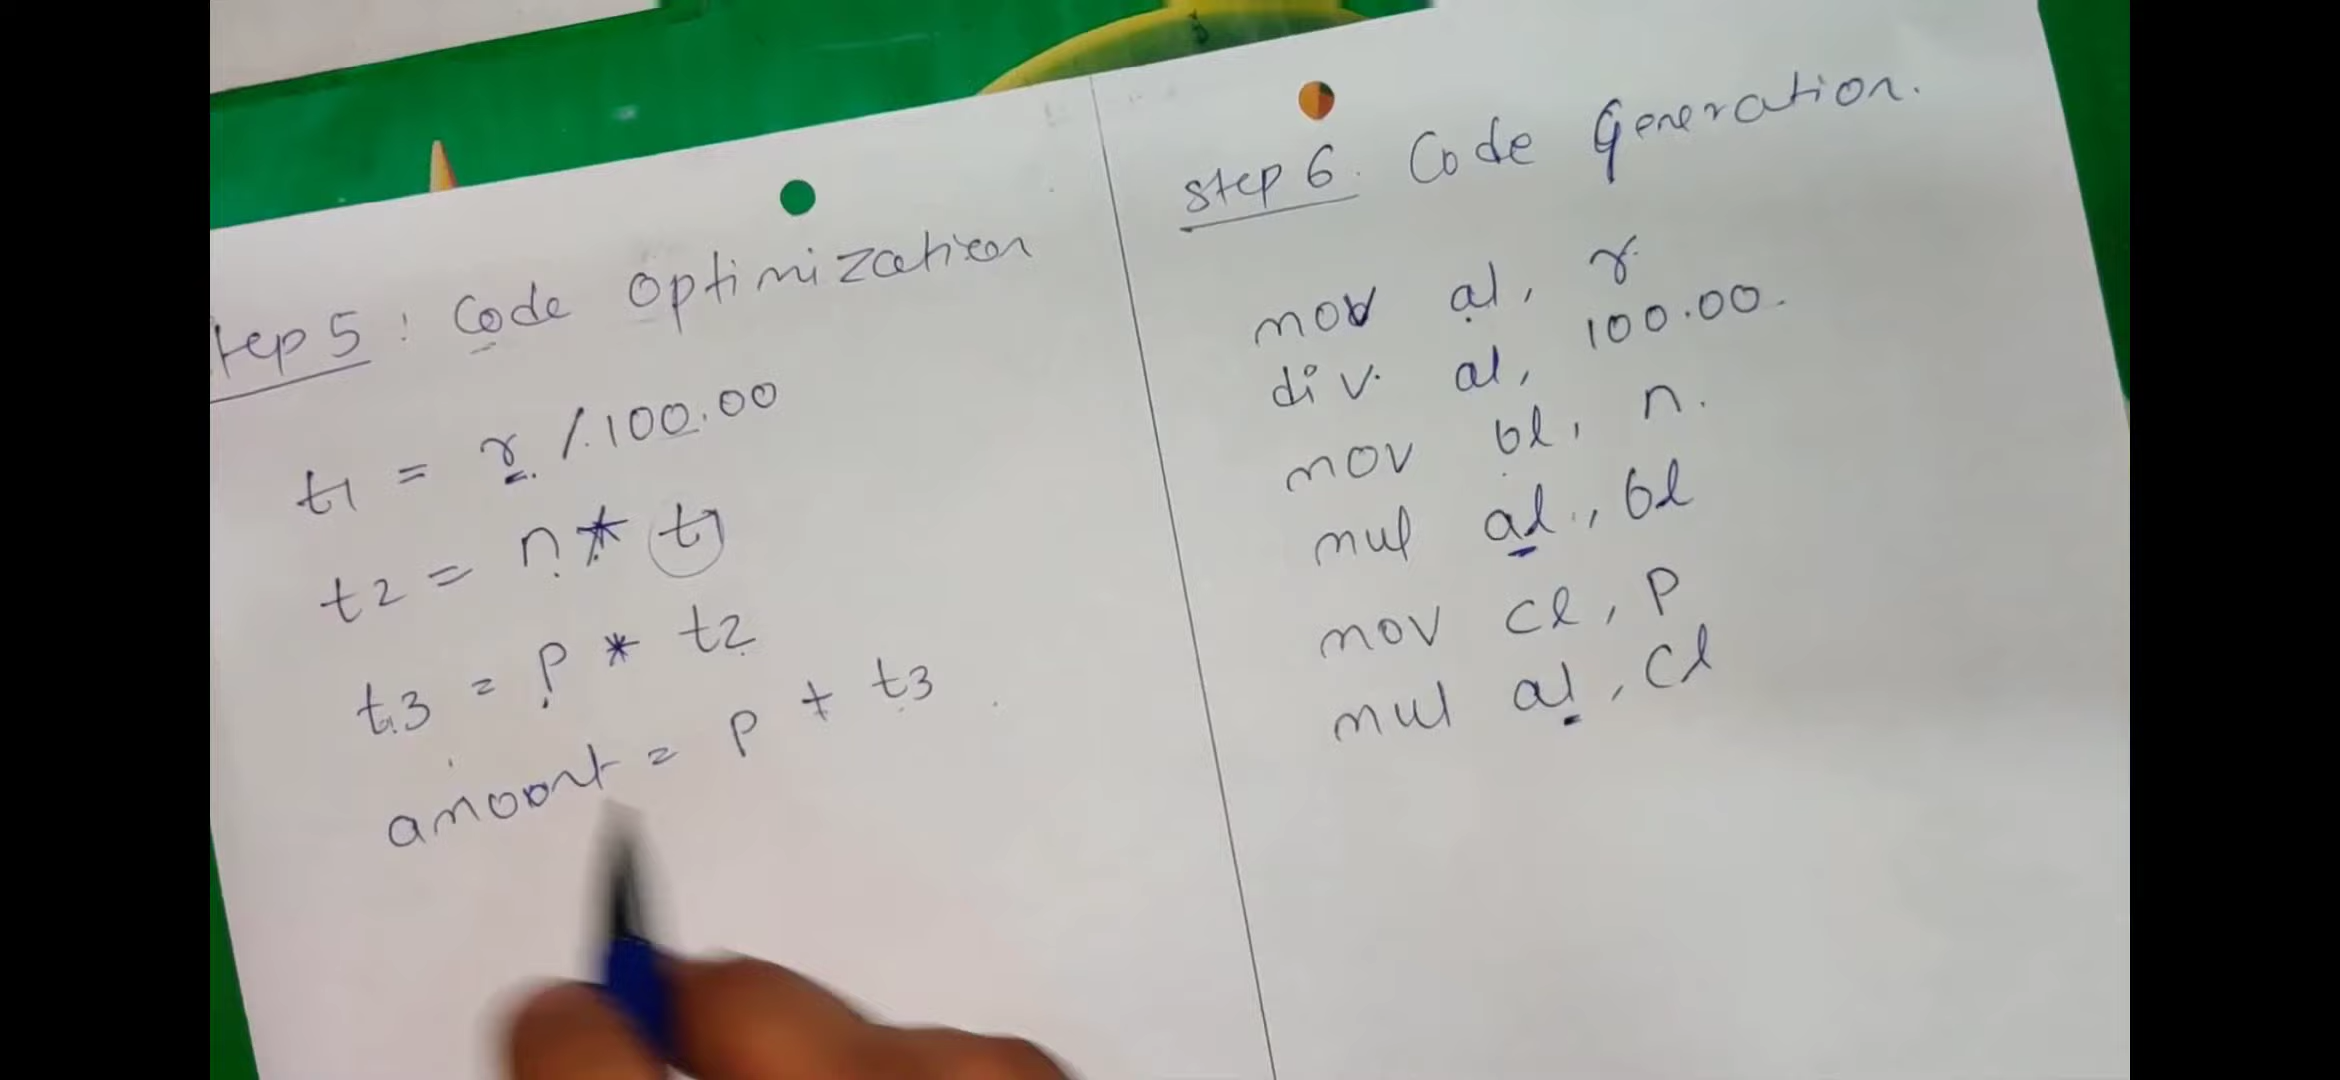 tep 5 : Code Optimization
t1 = r / 100.00
t2 = n * t1
t3 = P * t2
amount = P + t3
Step 6. Code Generation.
mov al, r
div. al, 100.00.
mov bl, n.
mul al, bl
mov cl, P
mul al, cl